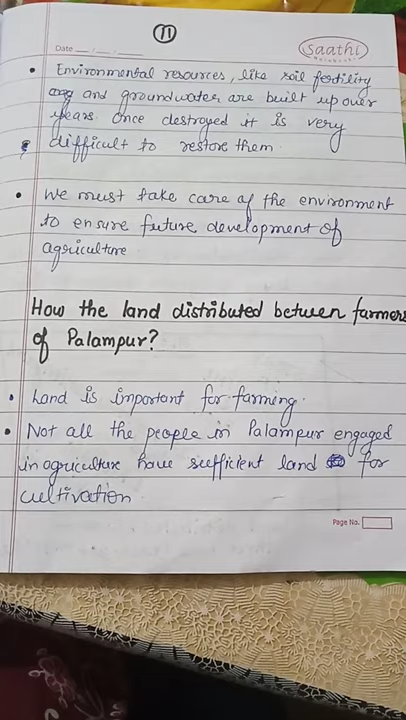 11
Date
Saathi
Notebooks
• Environmental resources, like soil fertility
and groundwater are built up over
years. Once destroyed it is very
difficult to restore them.
• We must take care of the environment
to ensure future development of
agriculture
How the land distributed between farmers
of Palampur?
• Land is important for farming.
• Not all the people in Palampur engaged
in agriculture have sufficient land for
cultivation
Page No.